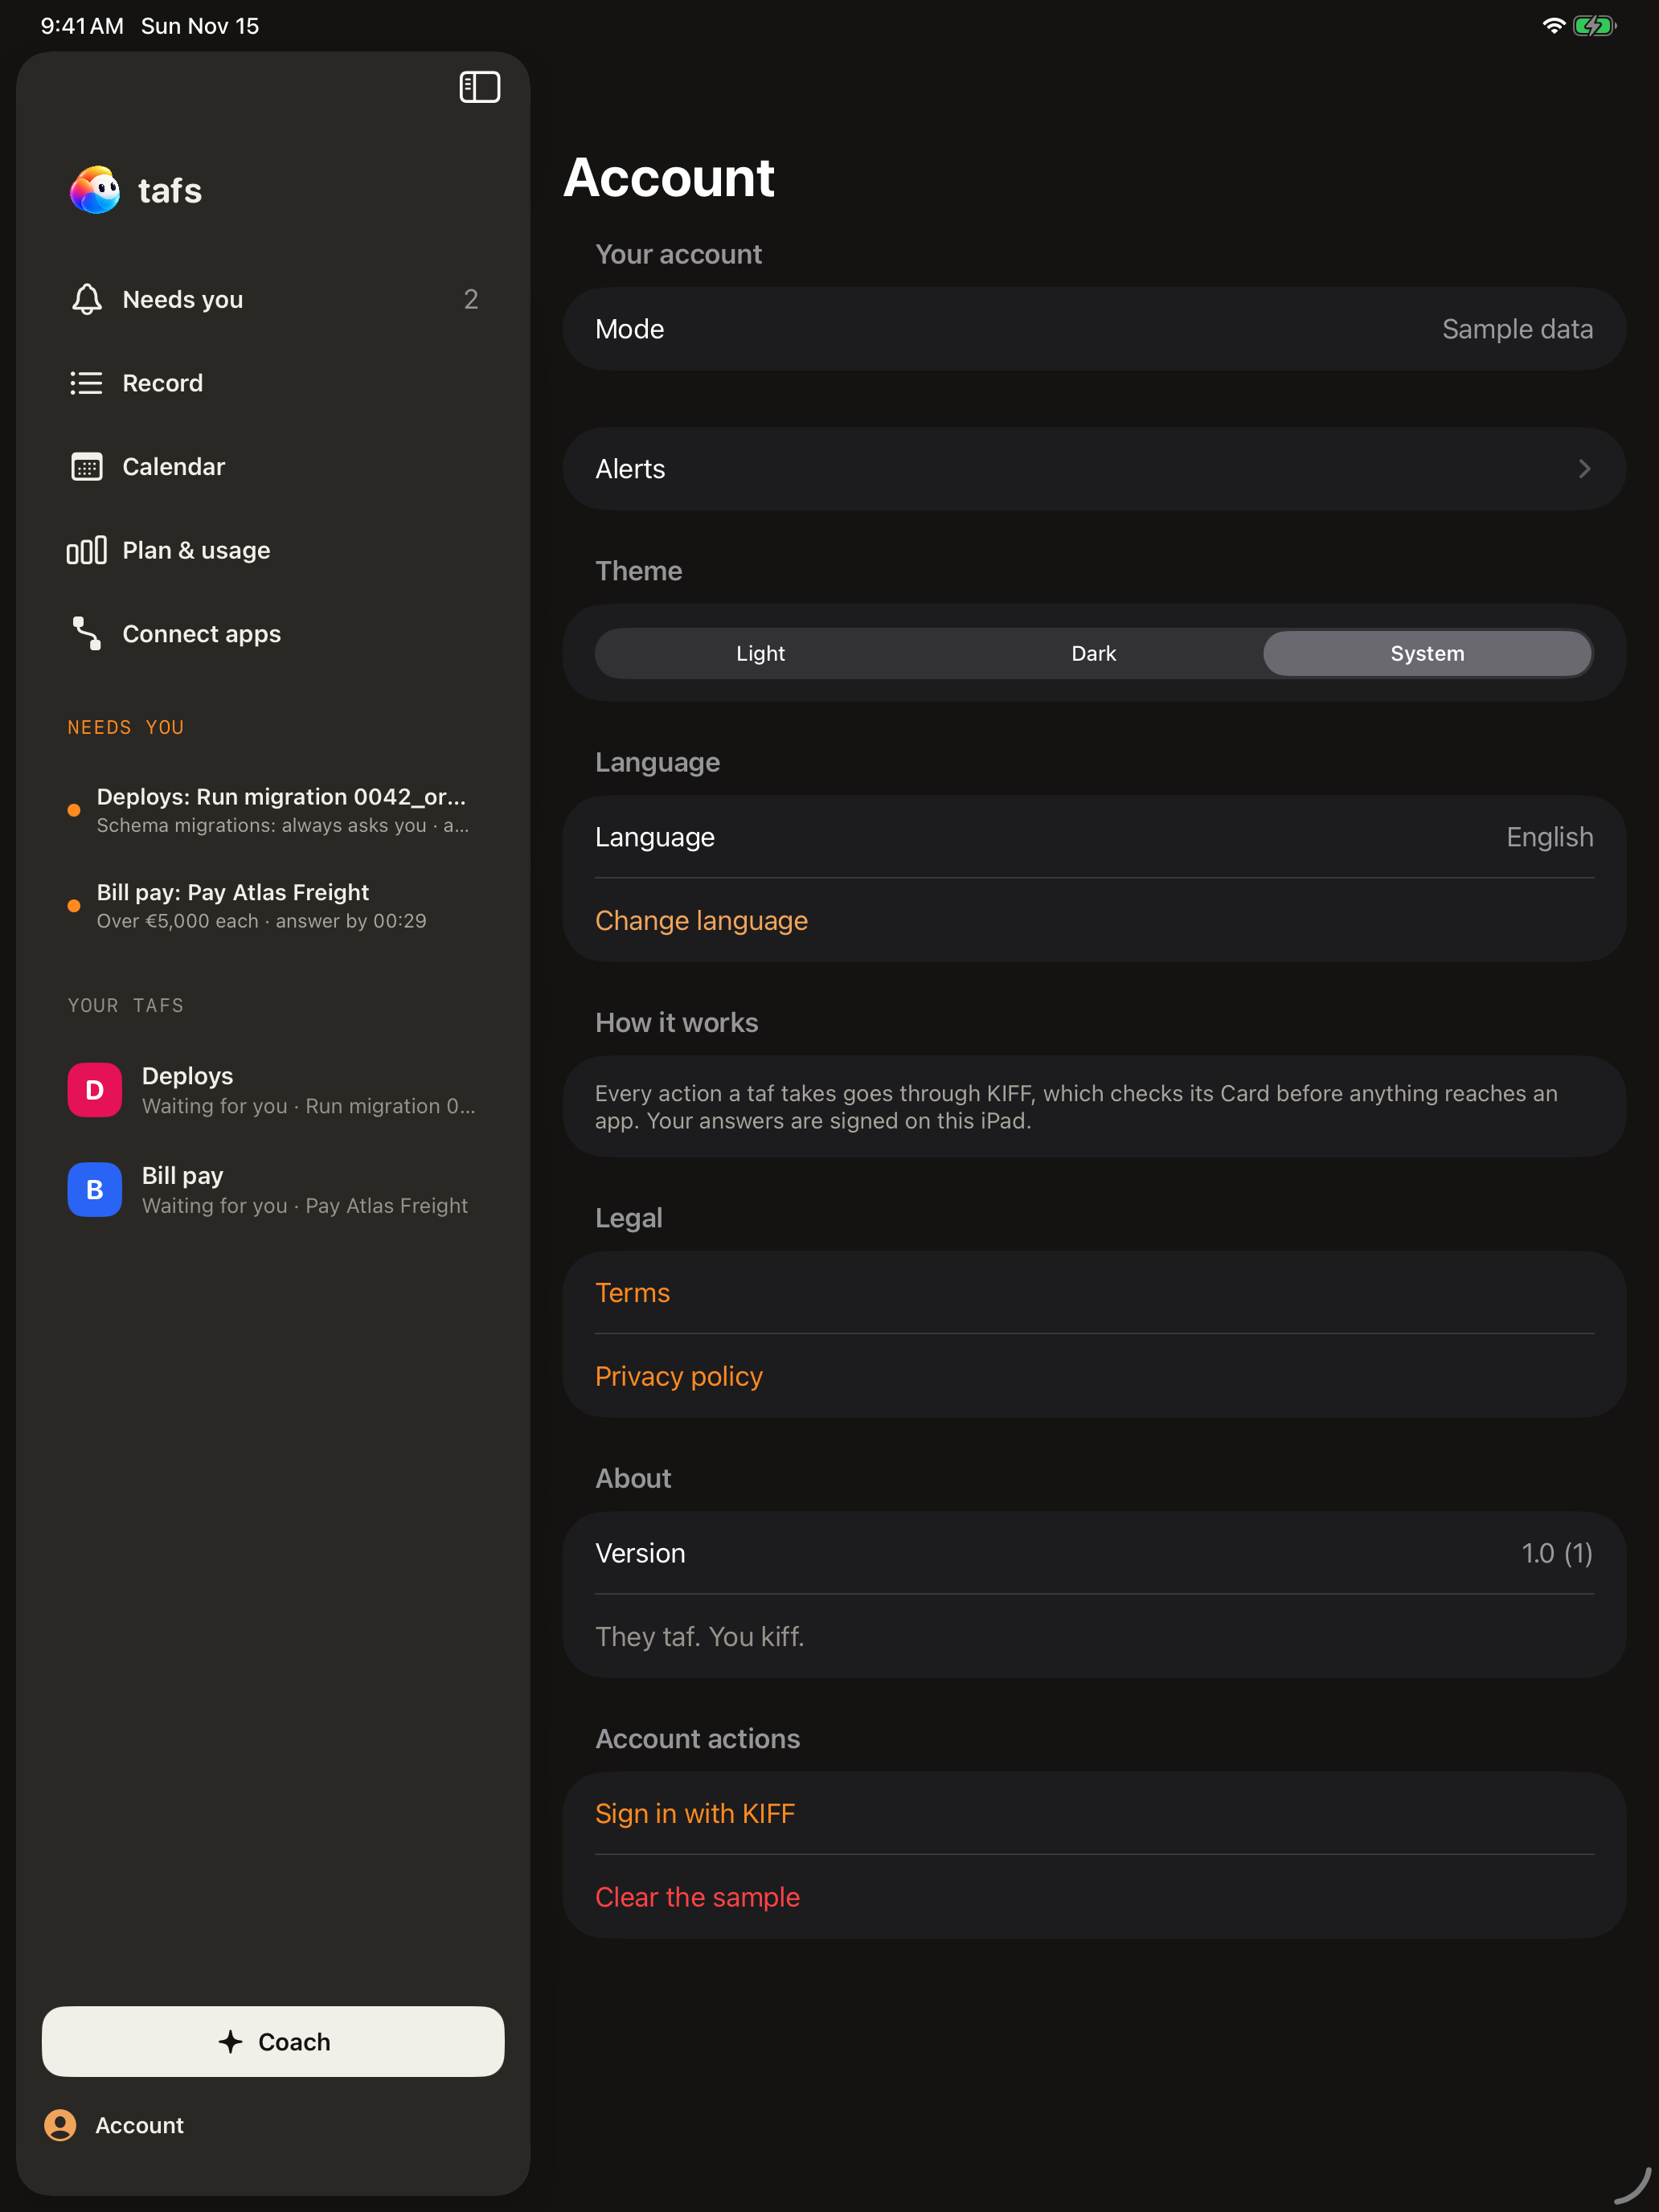 9:41 AM Sun Nov 15
tafs
Needs you 2
Record
Calendar
Plan & usage
Connect apps
NEEDS YOU
Deploys: Run migration 0042_or...
Schema migrations: always asks you · a...
Bill pay: Pay Atlas Freight
Over €5,000 each · answer by 00:29
YOUR TAFS
D
Deploys
Waiting for you · Run migration 0...
B
Bill pay
Waiting for you · Pay Atlas Freight
Coach
Account
Account
Your account
Mode Sample data
Alerts
Theme
Light Dark System
Language
Language English
Change language
How it works
Every action a taf takes goes through KIFF, which checks its Card before anything reaches an
app. Your answers are signed on this iPad.
Legal
Terms
Privacy policy
About
Version 1.0 (1)
They taf. You kiff.
Account actions
Sign in with KIFF
Clear the sample